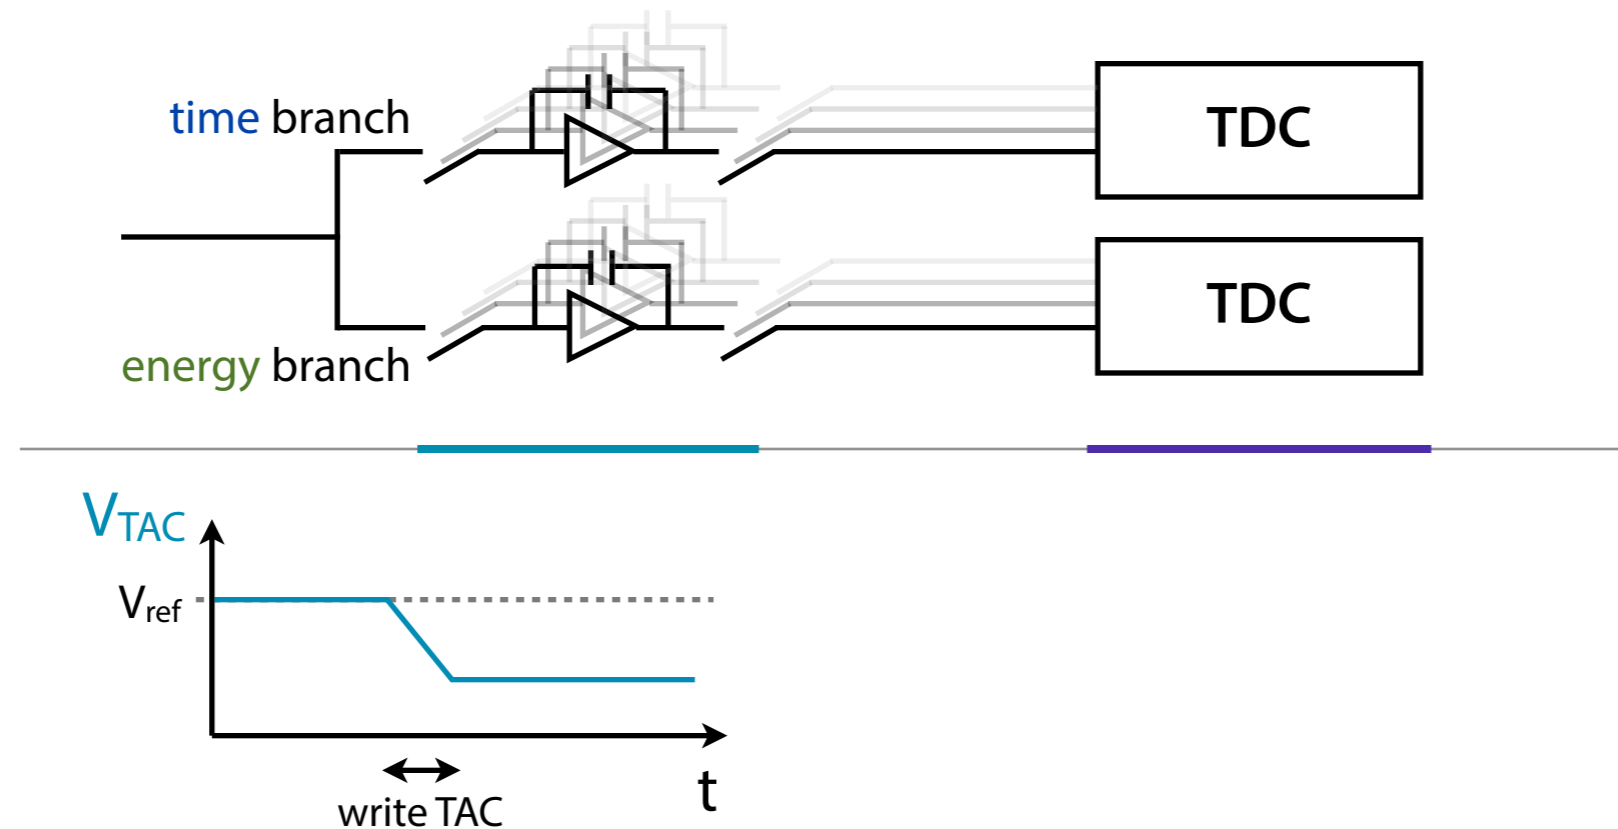 time branch
TDC
TDC
energy branch
VTAC
Vref
t
write TAC